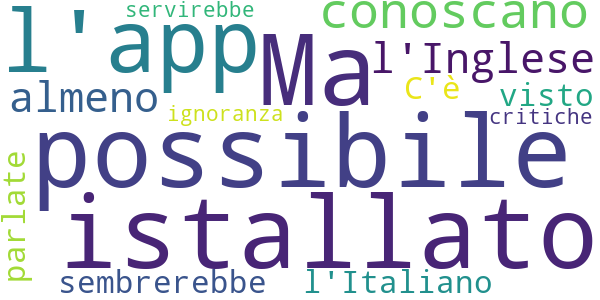 servirebbe
conoscano
l'app
Ma
l'Inglese
almeno
C'è
visto
ignoranza
critiche
possibile
parlate
istallato
sembrerebbe
l'Italiano